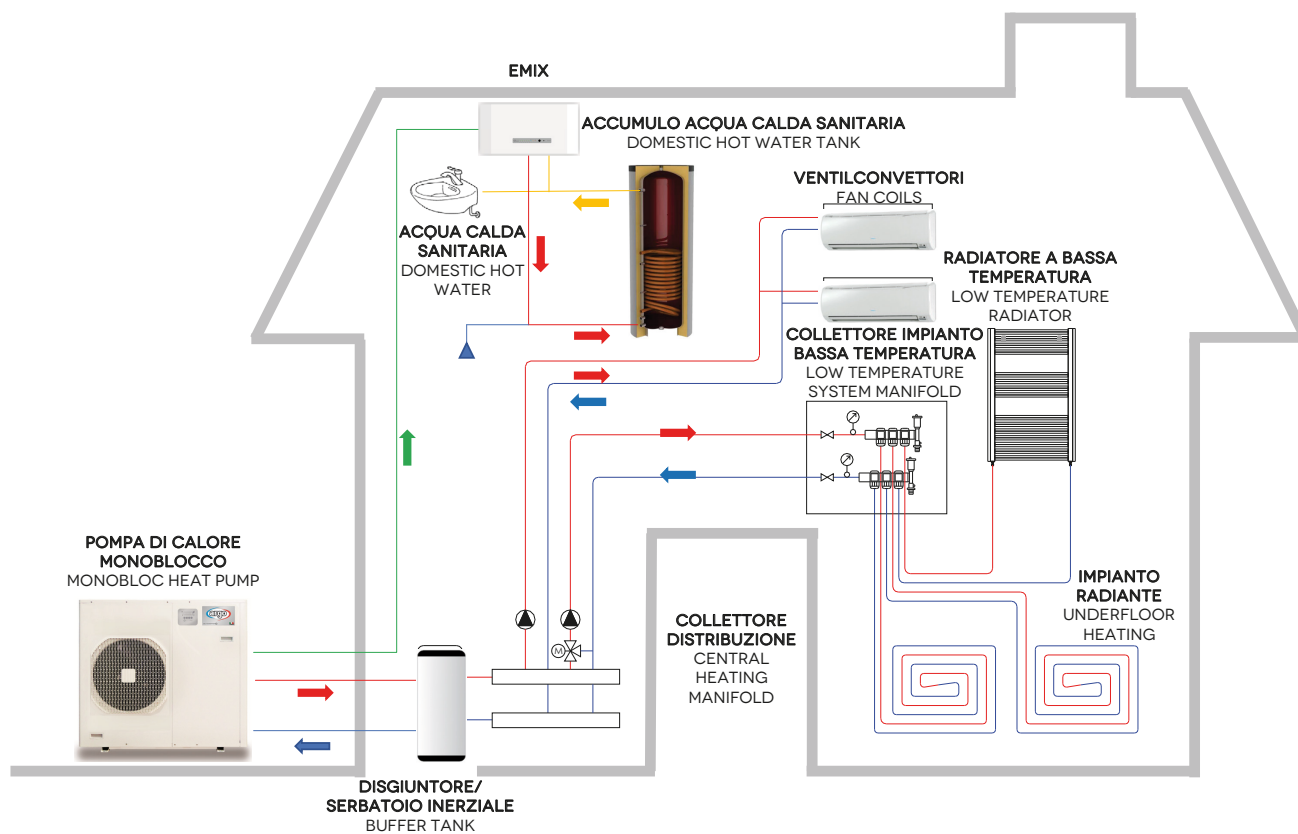 EMIX
ACCUMULO ACQUA CALDA SANITARIA
DOMESTIC HOT WATER TANK
VENTILCONVETTORI
FAN COILS
ACQUA CALDA
SANITARIA
DOMESTIC HOT
WATER
RADIATORE A BASSA
TEMPERATURA
LOW TEMPERATURE
RADIATOR
COLLETTORE IMPIANTO
BASSA TEMPERATURA
LOW TEMPERATURE
SYSTEM MANIFOLD
POMPA DI CALORE
MONOBLOCCO
MONOBLOC HEAT PUMP
IMPIANTO
RADIANTE
UNDERFLOOR
HEATING
COLLETTORE
DISTRIBUZIONE
CENTRAL
HEATING
MANIFOLD
M
DISGIUNTORE/
SERBATOIO INERZIALE
BUFFER TANK